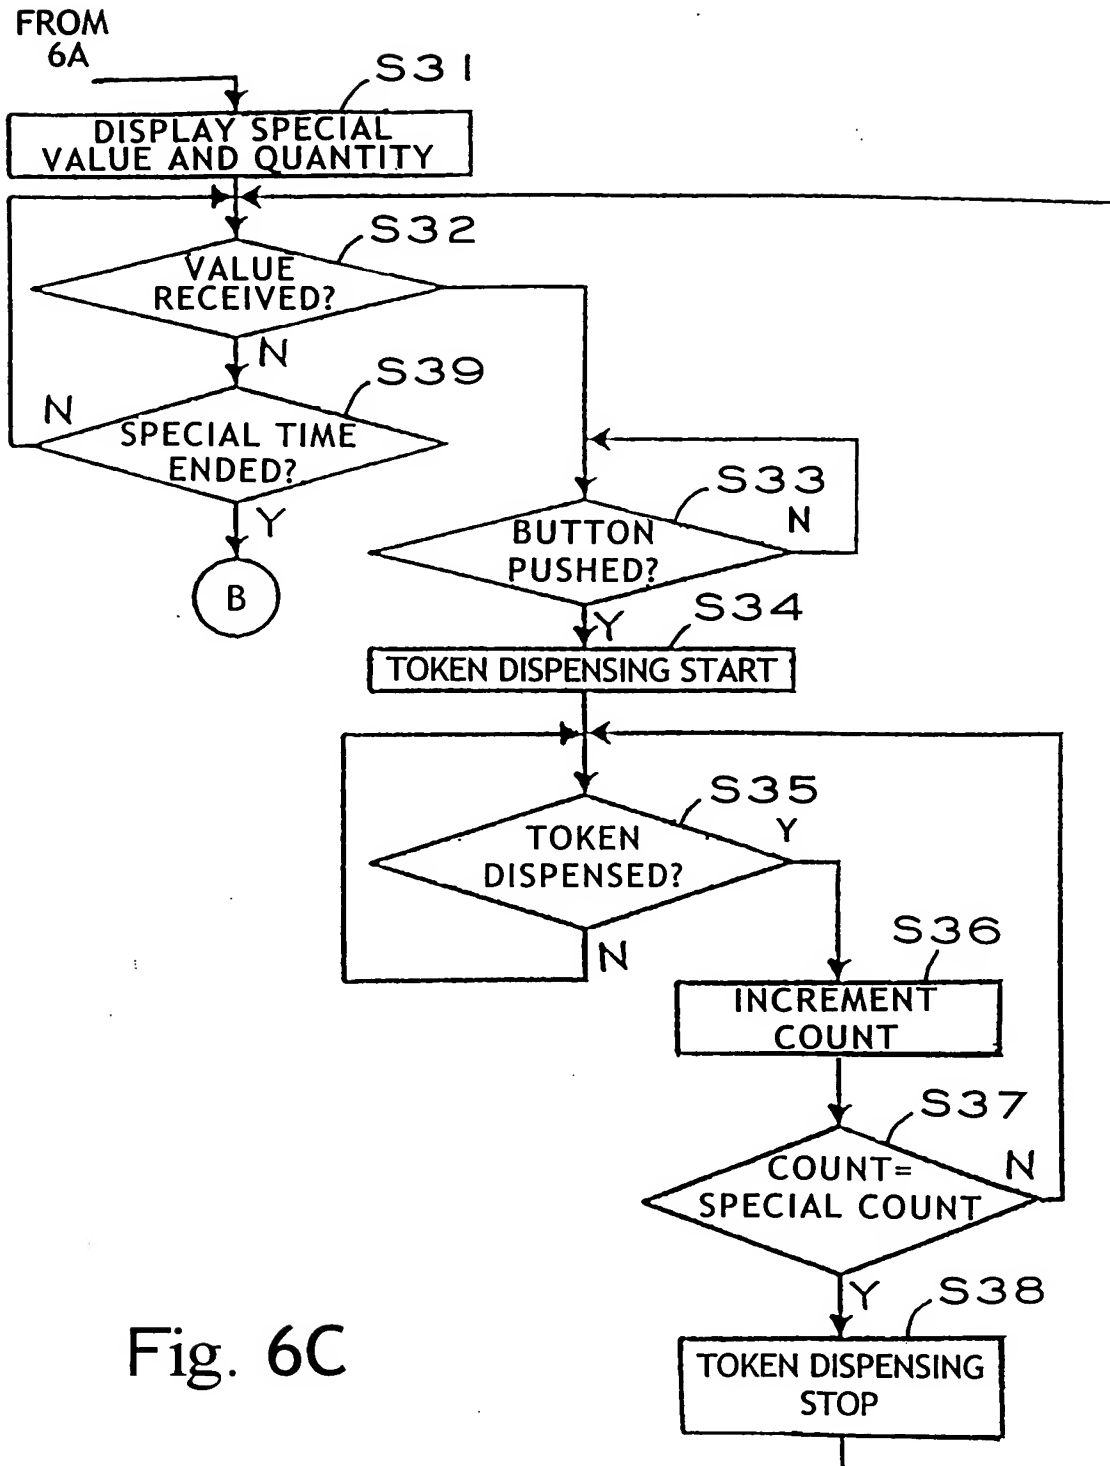 FROM
6A
S31
DISPLAY SPECIAL
VALUE AND QUANTITY
S32
VALUE
RECEIVED?
N
S39
N
SPECIAL TIME
ENDED?
Y
B
S33
N
BUTTON
PUSHED?
Y
S34
TOKEN DISPENSING START
S35
Y
TOKEN
DISPENSED?
N
S36
INCREMENT
COUNT
S37
N
COUNT=
SPECIAL COUNT
Y
S38
TOKEN DISPENSING
STOP
Fig. 6C